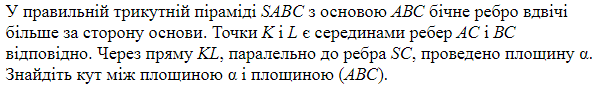 У правильній трикутній піраміді SABC з основою ABC бічне ребро вдвічі
більше за сторону основи. Точки K і L є серединами ребер AC і BC
відповідно. Через пряму KL, паралельно до ребра SC, проведено площину α.
Знайдіть кут між площиною α і площиною (ABC).